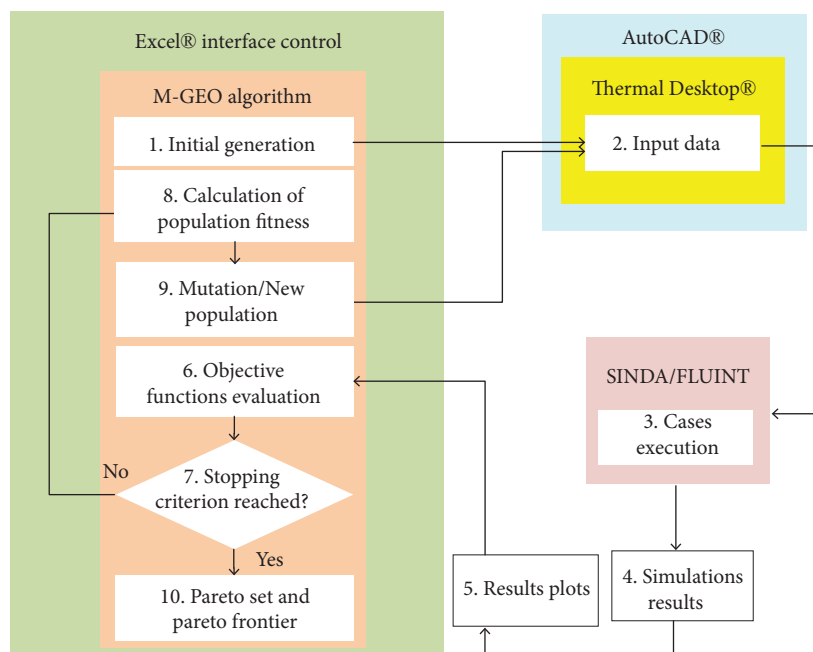 Excel® interface control
M-GEO algorithm
1. Initial generation
8. Calculation of
population fitness
9. Mutation/New
population
6. Objective
functions evaluation
No
7. Stopping
criterion reached?
Yes
10. Pareto set and
pareto frontier
AutoCAD®
Thermal Desktop®
2. Input data
SINDA/FLUINT
3. Cases
execution
4. Simulations
results
5. Results plots